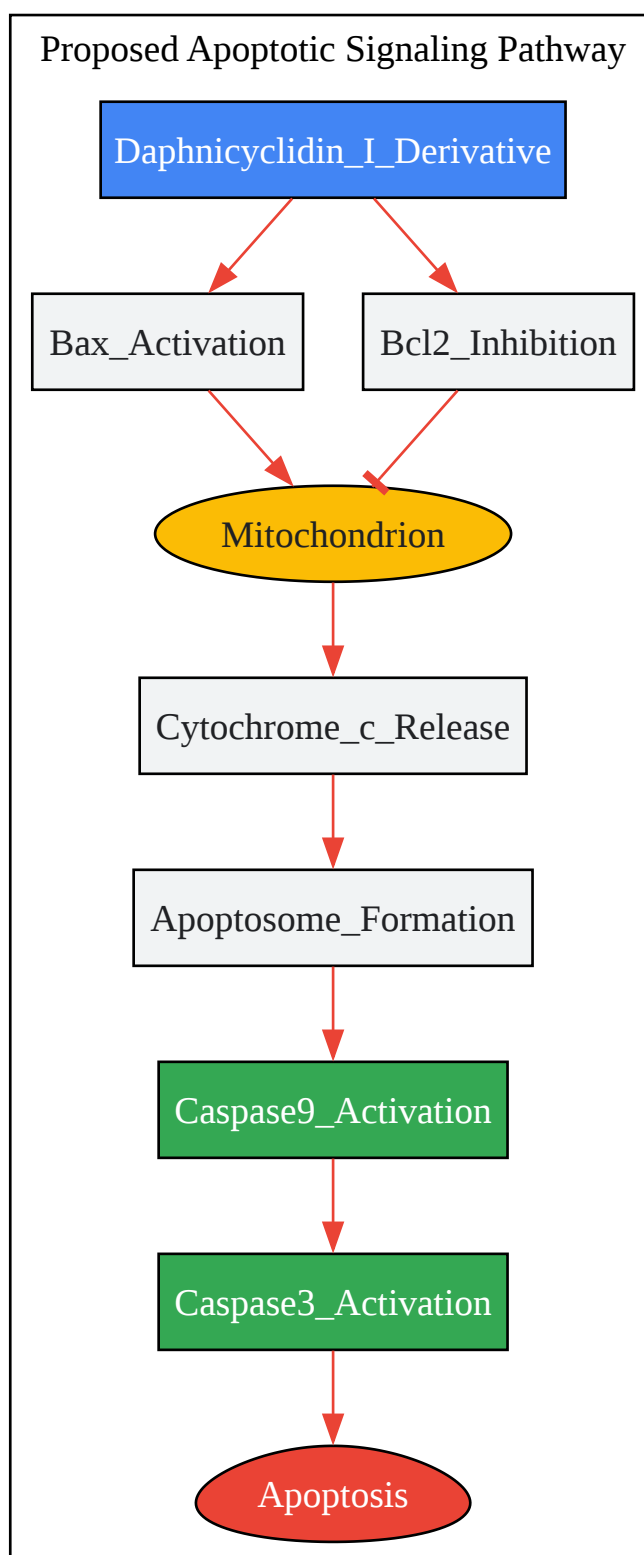 Proposed Apoptotic Signaling Pathway
Daphnicyclidin_I_Derivative
Bax_Activation
Bcl2_Inhibition
Mitochondrion
Cytochrome_c_Release
Apoptosome_Formation
Caspase9_Activation
Caspase3_Activation
Apoptosis